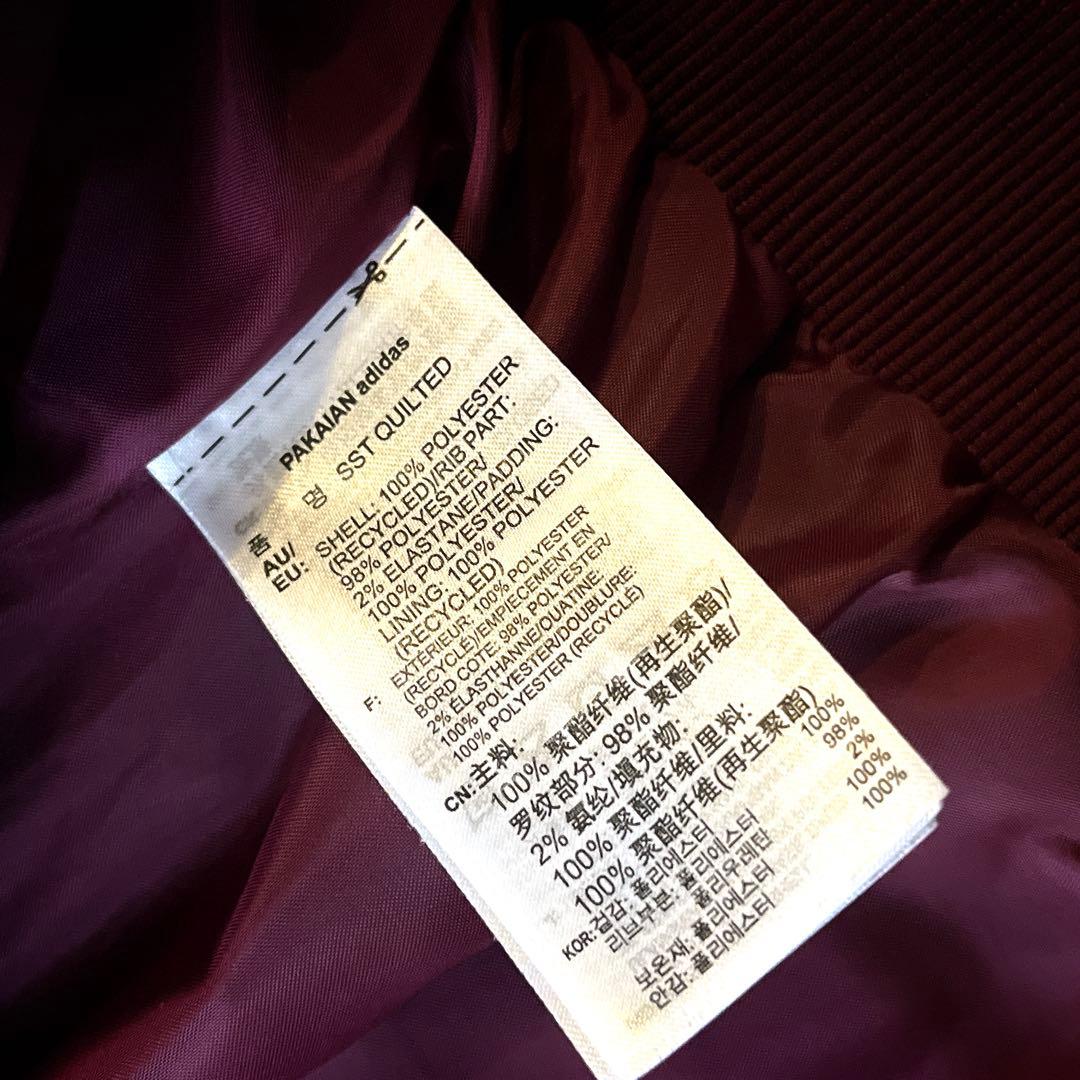 PAKAIAN adidas
품 명 SST QUILTED
AU/
EU: SHELL: 100% POLYESTER
(RECYCLED)/RIB PART:
98% POLYESTER/
2% ELASTANE/PADDING:
100% POLYESTER/
LINING: 100% POLYESTER
(RECYCLED)
F: EXTÉRIEUR: 100% POLYESTER
(RECYCLÉ)/EMPIÈCEMENT EN
BORD CÔTE: 98% POLYESTER/
2% ÉLASTHANNE/OUATINE:
100% POLYESTER/DOUBLURE:
100% POLYESTER (RECYCLÉ)
CN: 主料:
100% 聚酯纤维(再生聚酯)/
罗纹部分: 98% 聚酯纤维/
2% 氨纶/填充物:
100% 聚酯纤维/里料:
100% 聚酯纤维(再生聚酯)
KOR: 겉감: 폴리에스터 100%
리브부분: 폴리에스터 98%
폴리우레탄 2%
보온재: 폴리에스터 100%
안감: 폴리에스터 100%